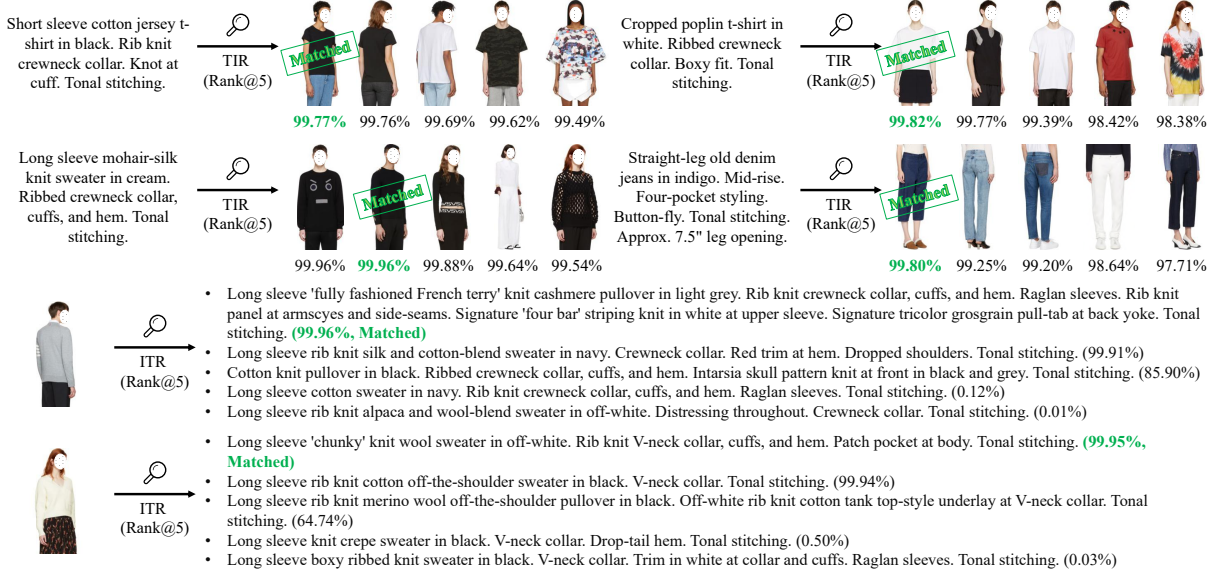 Short sleeve cotton jersey t-
shirt in black. Rib knit
crewneck collar. Knot at
cuff. Tonal stitching.
TIR
(Rank@5)
Matched
99.77% 99.76% 99.69% 99.62% 99.49%
Cropped poplin t-shirt in
white. Ribbed crewneck
collar. Boxy fit. Tonal
stitching.
TIR
(Rank@5)
Matched
99.82% 99.77% 99.39% 98.42% 98.38%
Long sleeve mohair-silk
knit sweater in cream.
Ribbed crewneck collar,
cuffs, and hem. Tonal
stitching.
TIR
(Rank@5)
Matched
99.96% 99.96% 99.88% 99.64% 99.54%
Straight-leg old denim
jeans in indigo. Mid-rise.
Four-pocket styling.
Button-fly. Tonal stitching.
Approx. 7.5" leg opening.
TIR
(Rank@5)
Matched
99.80% 99.25% 99.20% 98.64% 97.71%
ITR
(Rank@5)
• Long sleeve 'fully fashioned French terry' knit cashmere pullover in light grey. Rib knit crewneck collar, cuffs, and hem. Raglan sleeves. Rib knit
panel at armscyes and side-seams. Signature 'four bar' striping knit in white at upper sleeve. Signature tricolor grosgrain pull-tab at back yoke. Tonal
stitching. (99.96%, Matched)
• Long sleeve rib knit silk and cotton-blend sweater in navy. Crewneck collar. Red trim at hem. Dropped shoulders. Tonal stitching. (99.91%)
• Cotton knit pullover in black. Ribbed crewneck collar, cuffs, and hem. Intarsia skull pattern knit at front in black and grey. Tonal stitching. (85.90%)
• Long sleeve cotton sweater in navy. Rib knit crewneck collar, cuffs, and hem. Raglan sleeves. Tonal stitching. (0.12%)
• Long sleeve rib knit alpaca and wool-blend sweater in off-white. Distressing throughout. Crewneck collar. Tonal stitching. (0.01%)
ITR
(Rank@5)
• Long sleeve 'chunky' knit wool sweater in off-white. Rib knit V-neck collar, cuffs, and hem. Patch pocket at body. Tonal stitching. (99.95%,
Matched)
• Long sleeve rib knit cotton off-the-shoulder sweater in black. V-neck collar. Tonal stitching. (99.94%)
• Long sleeve rib knit merino wool off-the-shoulder pullover in black. Off-white rib knit cotton tank top-style underlay at V-neck collar. Tonal
stitching. (64.74%)
• Long sleeve knit crepe sweater in black. V-neck collar. Drop-tail hem. Tonal stitching. (0.50%)
• Long sleeve boxy ribbed knit sweater in black. V-neck collar. Trim in white at collar and cuffs. Raglan sleeves. Tonal stitching. (0.03%)